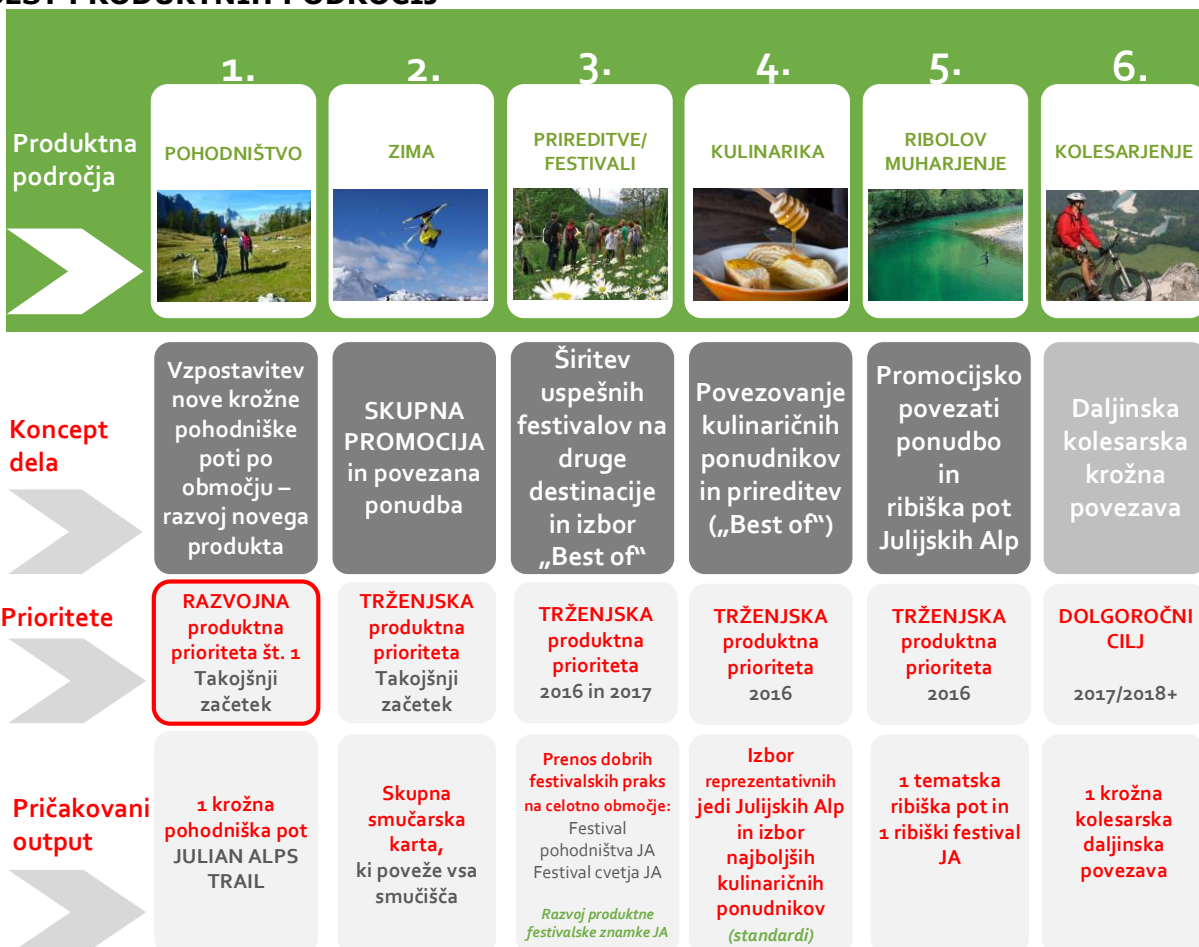 1.
2.
3.
4.
5.
6.
Produktna
področja
POHODNIŠTVO
ZIMA
PRIREDITVE/
FESTIVALI
KULINARIKA
RIBOLOV
MUHARJENJE
KOLESARJENJE
Koncept
dela
Vzpostavitev
nove krožne
pohodniške
poti po
območju –
razvoj novega
produkta
SKUPNA
PROMOCIJA
in povezana
ponudba
Širitev
uspešnih
festivalov na
druge
destinacije
in izbor
„Best of“
Povezovanje
kulinaričnih
ponudnikov
in prireditev
(„Best of“)
Promocijsko
povezati
ponudbo
in
ribiška pot
Julijskih Alp
Daljinska
kolesarska
krožna
povezava
Prioritete
RAZVOJNA
produktna
prioriteta št. 1
Takojšnji
začetek
TRŽENJSKA
produktna
prioriteta
Takojšnji
začetek
TRŽENJSKA
produktna
prioriteta
2016 in 2017
TRŽENJSKA
produktna
prioriteta
2016
TRŽENJSKA
produktna
prioriteta
2016
DOLGOROČNI
CILJ
2017/2018+
Pričakovani
output
1 krožna
pohodniška pot
JULIAN ALPS
TRAIL
Skupna
smučarska
karta,
ki poveže vsa
smučišča
Prenos dobrih
festivalskih praks
na celotno območje:
Festival
pohodništva JA
Festival cvetja JA
Razvoj produktne
festivalske znamke JA
Izbor
reprezentativnih
jedi Julijskih Alp
in izbor
najboljših
kulinaričnih
ponudnikov
(standardi)
1 tematska
ribiška pot in
1 ribiški festival
JA
1 krožna
kolesarska
daljinska
povezava